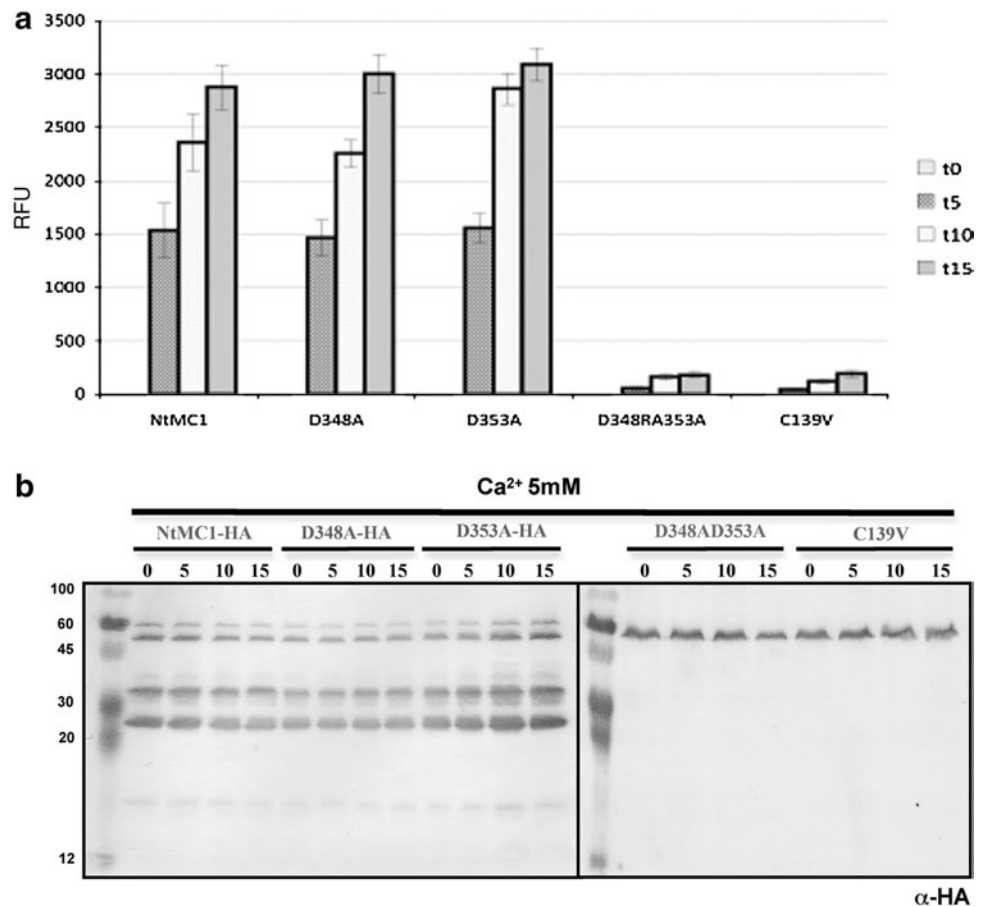 a
3500
3000
2500
2000
1500
1000
500
0
RFU
NtMC1 D348A D353A D348RA353A C139V
t0
t5
t10
t15
b
Ca²⁺ 5mM
NtMC1-HA D348A-HA D353A-HA D348AD353A C139V
0 5 10 15 0 5 10 15 0 5 10 15 0 5 10 15 0 5 10 15
100
60
45
30
20
12
α-HA